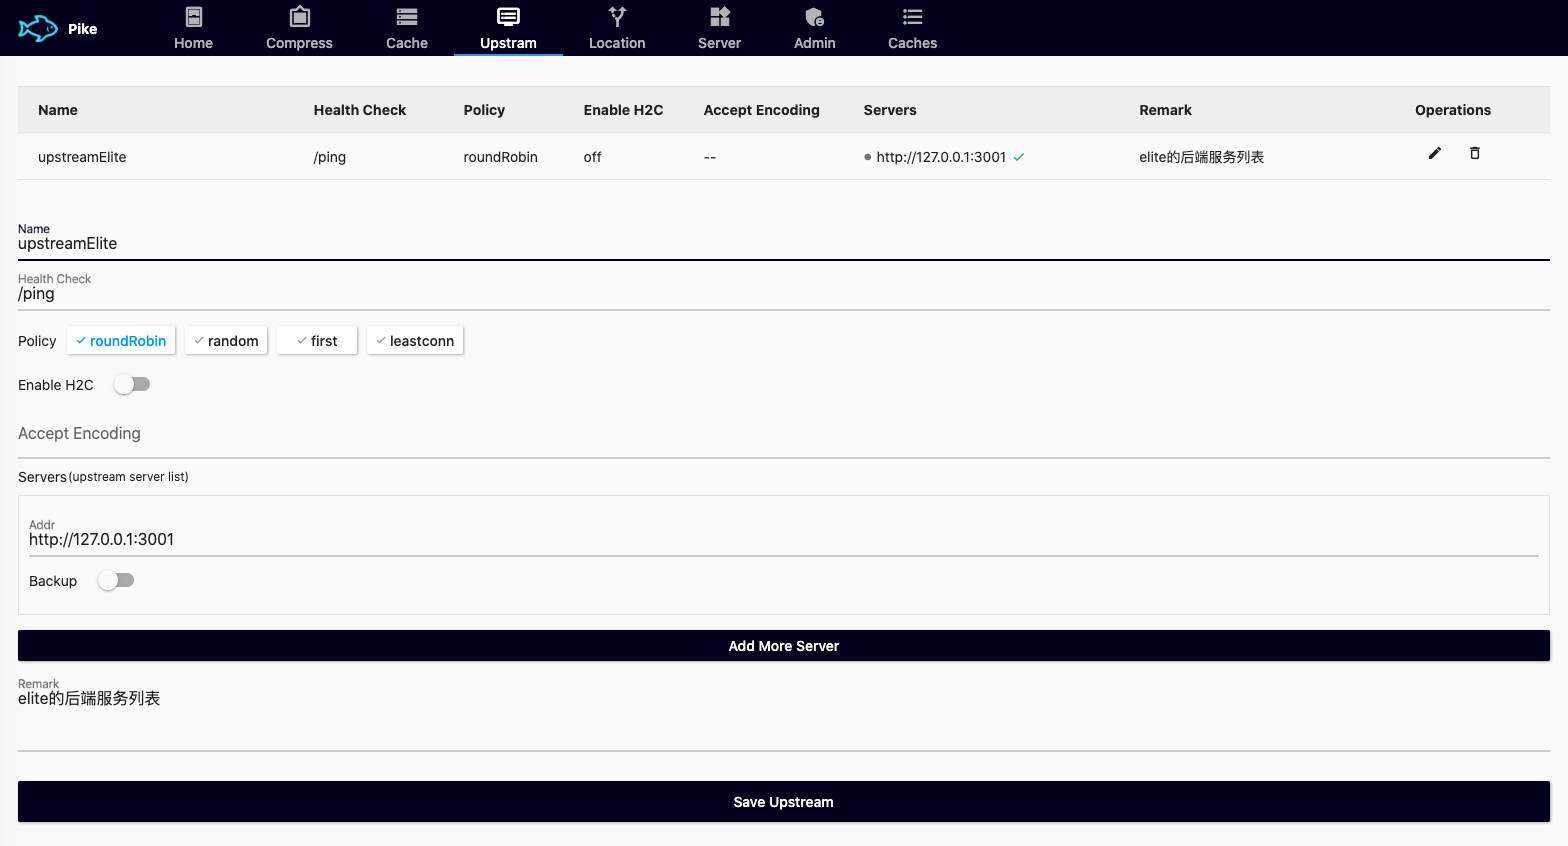 Pike
Home Compress Cache Upstram Location Server Admin Caches
Name Health Check Policy Enable H2C Accept Encoding Servers Remark Operations
upstreamElite /ping roundRobin off -- http://127.0.0.1:3001 elite的后端服务列表
Name
upstreamElite
Health Check
/ping
Policy roundRobin random first leastconn
Enable H2C
Accept Encoding
Servers(upstream server list)
Addr
http://127.0.0.1:3001
Backup
Add More Server
Remark
elite的后端服务列表
Save Upstream